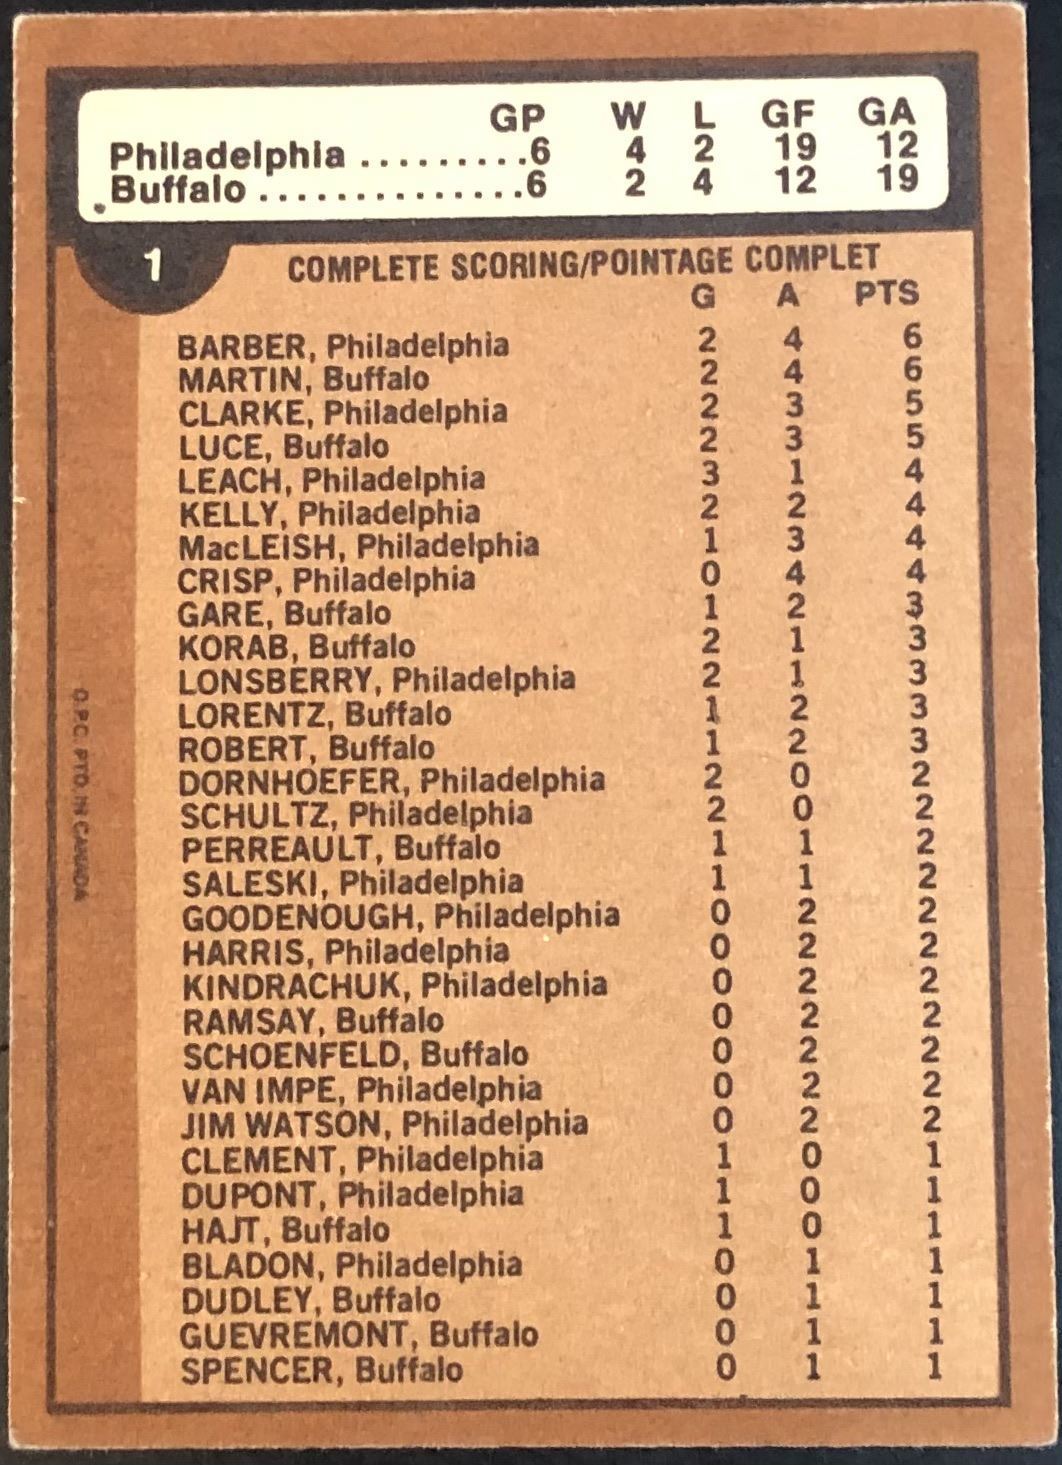 GP W L GF GA
Philadelphia .........6 4 2 19 12
Buffalo ..............6 2 4 12 19
1
COMPLETE SCORING/POINTAGE COMPLET
G A PTS
BARBER, Philadelphia 2 4 6
MARTIN, Buffalo 2 4 6
CLARKE, Philadelphia 2 3 5
LUCE, Buffalo 2 3 5
LEACH, Philadelphia 3 1 4
KELLY, Philadelphia 2 2 4
MacLEISH, Philadelphia 1 3 4
CRISP, Philadelphia 0 4 4
GARE, Buffalo 1 2 3
KORAB, Buffalo 2 1 3
LONSBERRY, Philadelphia 2 1 3
LORENTZ, Buffalo 1 2 3
ROBERT, Buffalo 1 2 3
DORNHOEFER, Philadelphia 2 0 2
SCHULTZ, Philadelphia 2 0 2
PERREAULT, Buffalo 1 1 2
SALESKI, Philadelphia 1 1 2
GOODENOUGH, Philadelphia 0 2 2
HARRIS, Philadelphia 0 2 2
KINDRACHUK, Philadelphia 0 2 2
RAMSAY, Buffalo 0 2 2
SCHOENFELD, Buffalo 0 2 2
VAN IMPE, Philadelphia 0 2 2
JIM WATSON, Philadelphia 0 2 2
CLEMENT, Philadelphia 1 0 1
DUPONT, Philadelphia 1 0 1
HAJT, Buffalo 1 0 1
BLADON, Philadelphia 0 1 1
DUDLEY, Buffalo 0 1 1
GUEVREMONT, Buffalo 0 1 1
SPENCER, Buffalo 0 1 1
O.P.C. PTD. IN CANADA